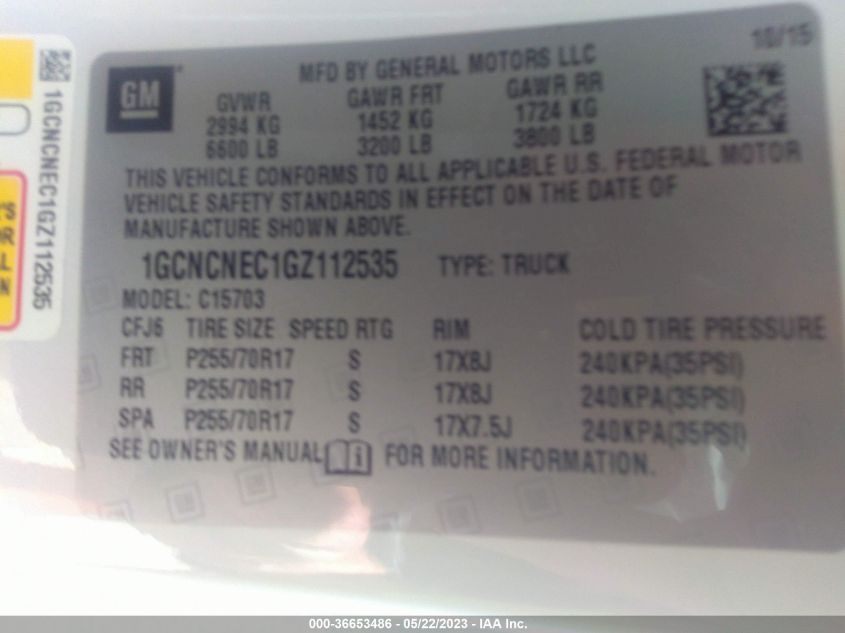 GM
MFD BY GENERAL MOTORS LLC
10/15
GVWR GAWR FRT GAWR RR
2994 KG 1452 KG 1724 KG
6600 LB 3200 LB 3800 LB
THIS VEHICLE CONFORMS TO ALL APPLICABLE U.S. FEDERAL MOTOR
VEHICLE SAFETY STANDARDS IN EFFECT ON THE DATE OF
MANUFACTURE SHOWN ABOVE.
1GCNCNEC1GZ112535 TYPE: TRUCK
MODEL: C15703
CFJ6 TIRE SIZE SPEED RTG RIM COLD TIRE PRESSURE
FRT P255/70R17 S 17X8J 240KPA(35PSI)
RR P255/70R17 S 17X8J 240KPA(35PSI)
SPA P255/70R17 S 17X7.5J 240KPA(35PSI)
SEE OWNER'S MANUAL FOR MORE INFORMATION.
1GCNCNEC1GZ112535
000-36653486 - 05/22/2023 - IAA Inc.